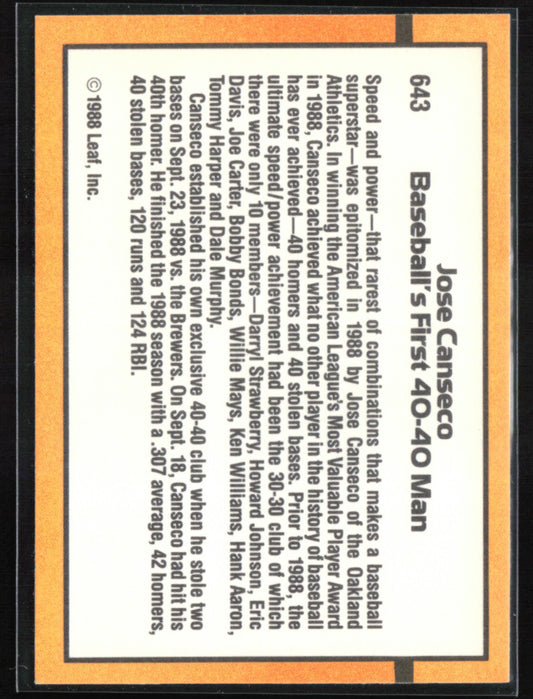 Jose Canseco
643 Baseball's First 40-40 Man
Speed and power—that rarest of combinations that makes a baseball
superstar—was epitomized in 1988 by Jose Canseco of the Oakland
Athletics. In winning the American League's Most Valuable Player Award
in 1988, Canseco achieved what no other player in the history of baseball
has ever achieved—40 homers and 40 stolen bases. Prior to 1988, the
ultimate speed/power achievement had been the 30-30 club of which
there were only 10 members—Darryl Strawberry, Howard Johnson, Eric
Davis, Joe Carter, Bobby Bonds, Willie Mays, Ken Williams, Hank Aaron,
Tommy Harper and Dale Murphy.
Canseco established his own exclusive 40-40 club when he stole two
bases on Sept. 23, 1988 vs. the Brewers. On Sept. 18, Canseco had hit his
40th homer. He finished the 1988 season with a .307 average, 42 homers,
40 stolen bases, 120 runs and 124 RBI.
© 1988 Leaf, Inc.